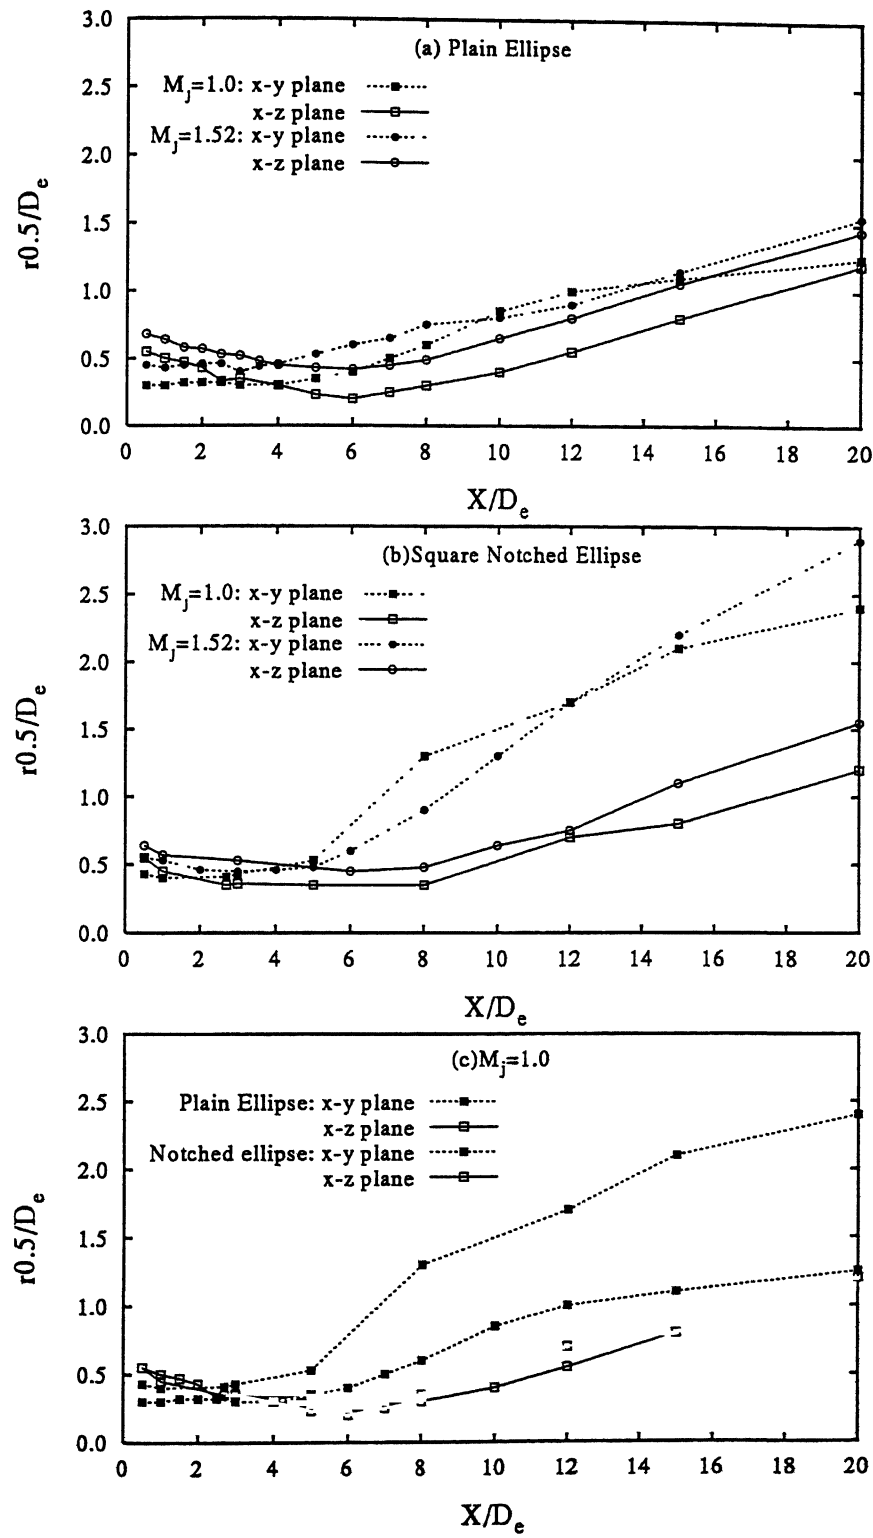 3.0
(a) Plain Ellipse
2.5
M_j=1.0: x-y plane
x-z plane
2.0
M_j=1.52: x-y plane
x-z plane
r0.5/D_e
1.5
1.0
0.5
0.0
0 2 4 6 8 10 12 14 16 18 20
X/D_e
3.0
(b)Square Notched Ellipse
2.5
M_j=1.0: x-y plane
x-z plane
M_j=1.52: x-y plane
2.0
x-z plane
r0.5/D_e
1.5
1.0
0.5
0.0
0 2 4 6 8 10 12 14 16 18 20
X/D_e
3.0
(c)M_j=1.0
2.5
Plain Ellipse: x-y plane
x-z plane
Notched ellipse: x-y plane
2.0
x-z plane
r0.5/D_e
1.5
1.0
0.5
0.0
0 2 4 6 8 10 12 14 16 18 20
X/D_e